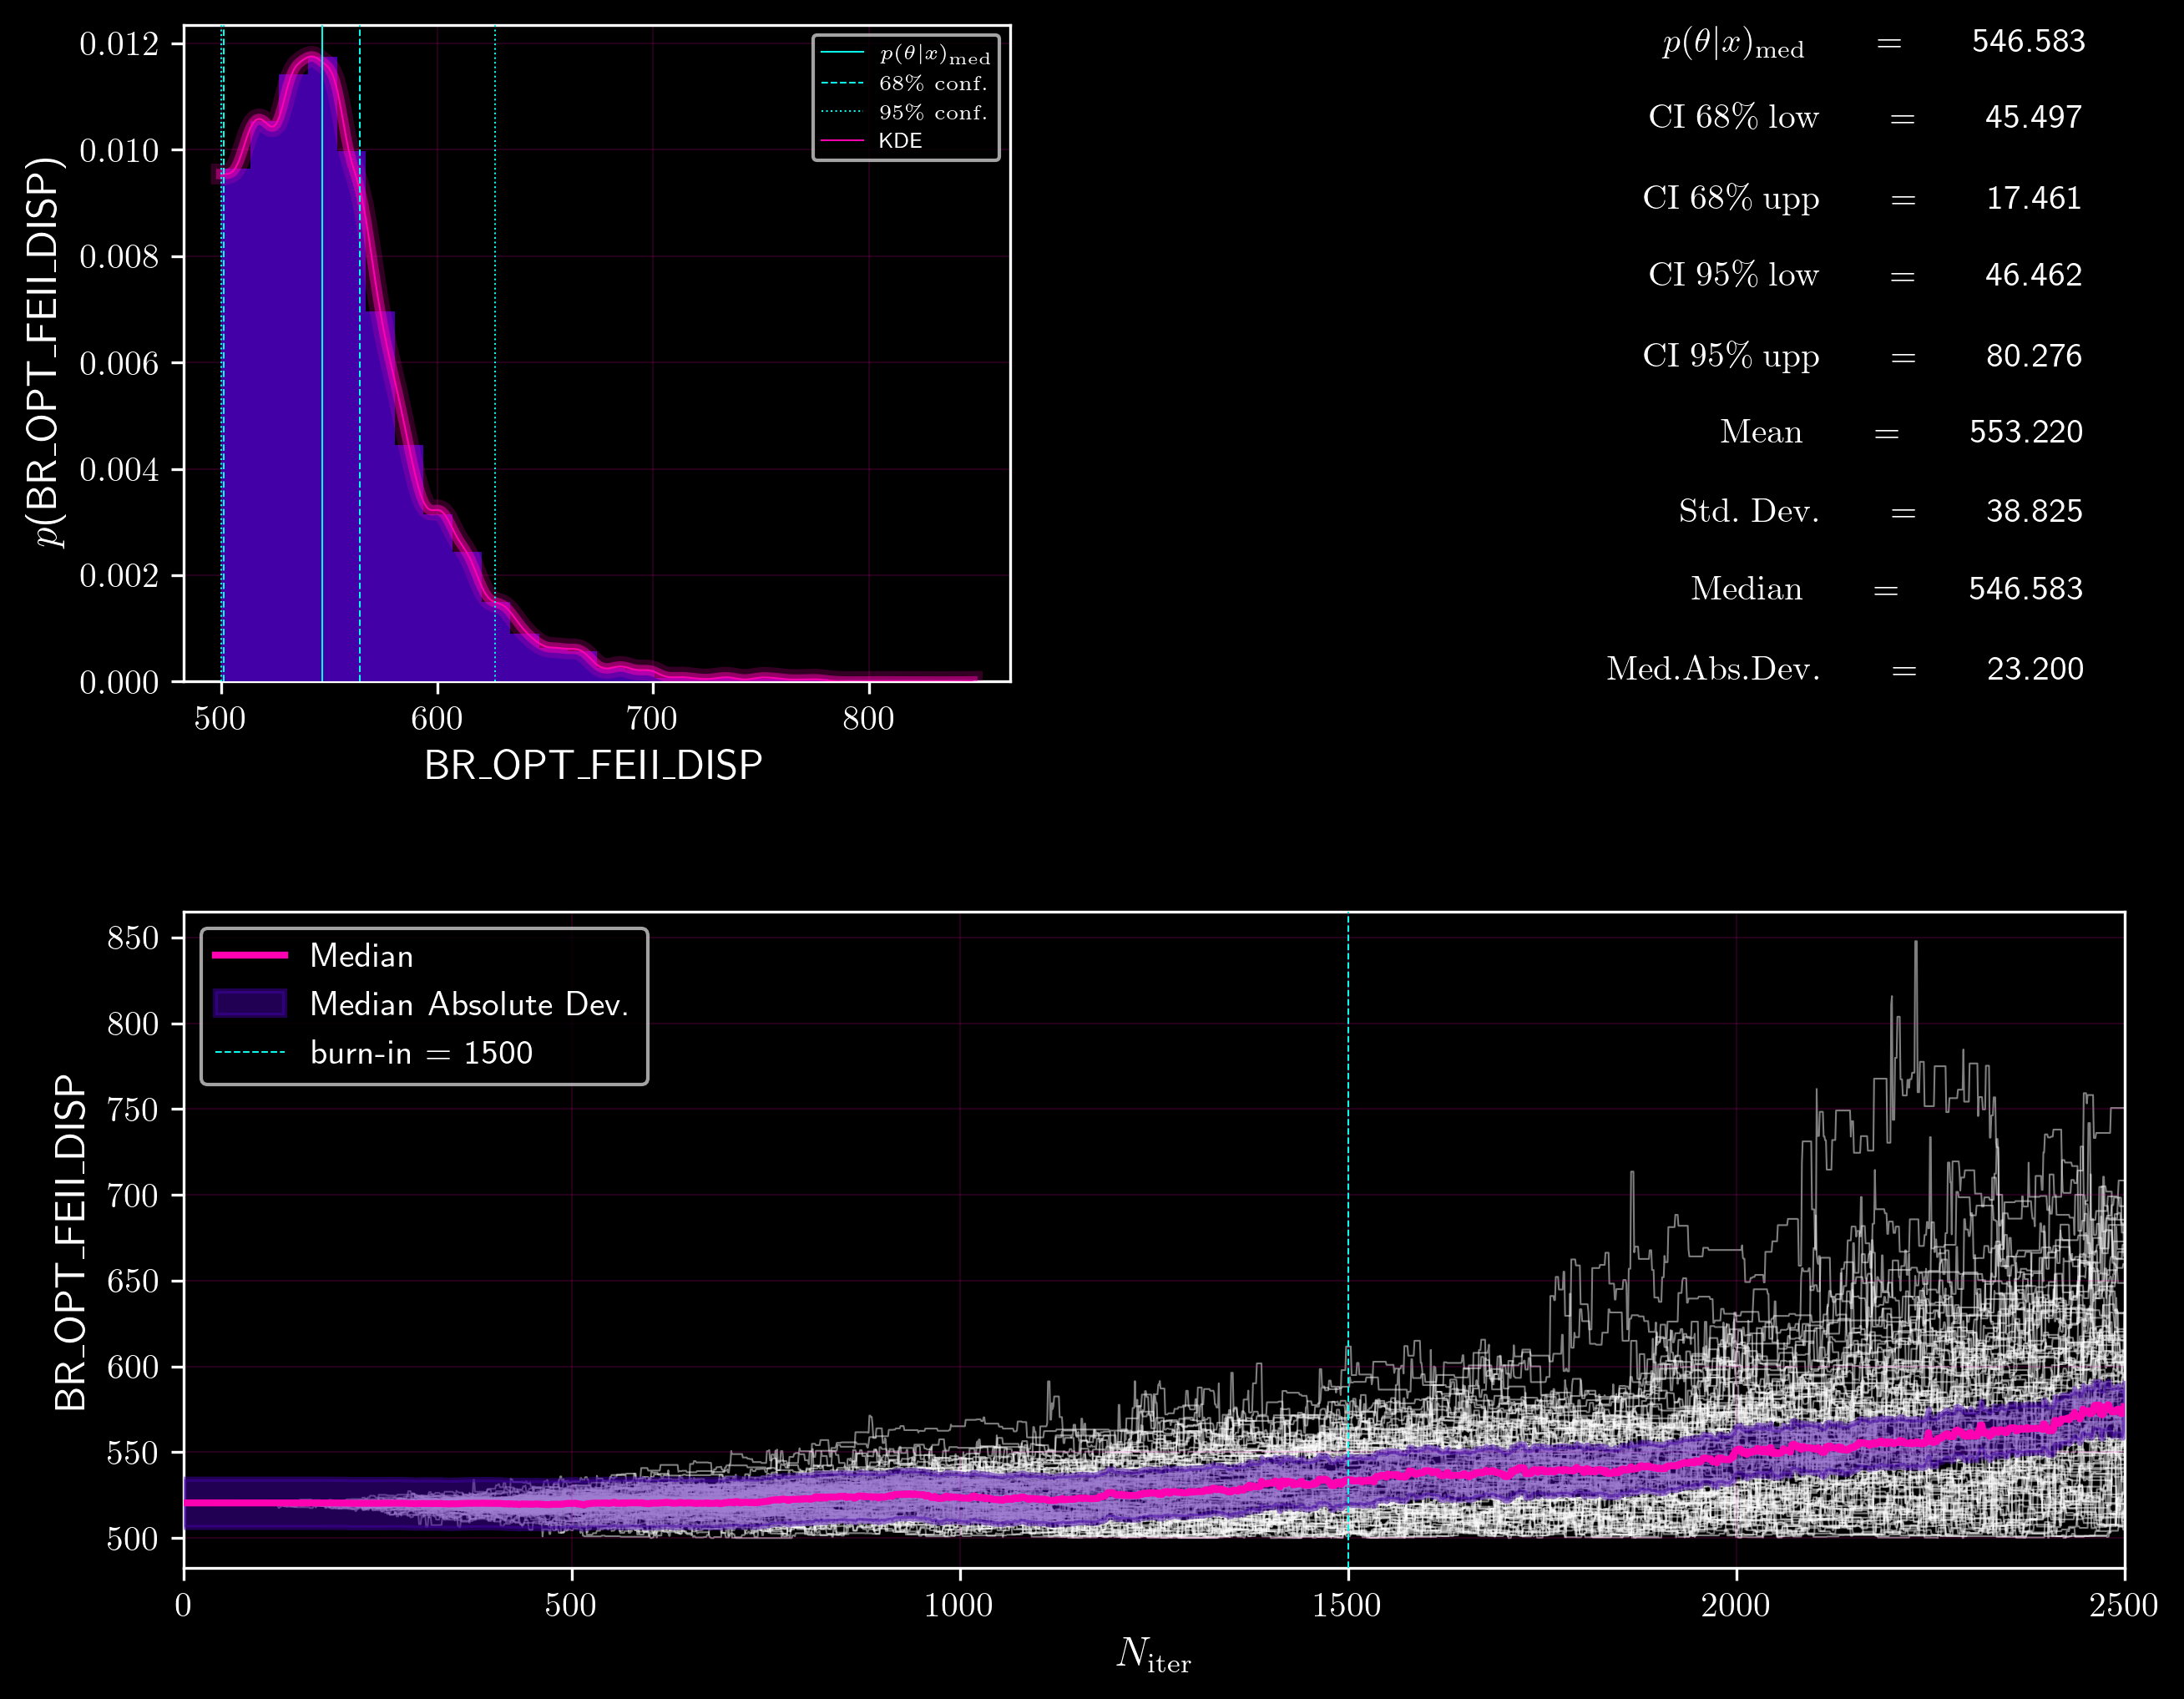 0.012
0.010
0.008
0.006
0.004
0.002
0.000
p(BR_OPT_FEII_DISP)
500 600 700 800
BR_OPT_FEII_DISP
p(θ|x)med
68% conf.
95% conf.
KDE
p(θ|x)med = 546.583
CI 68% low = 45.497
CI 68% upp = 17.461
CI 95% low = 46.462
CI 95% upp = 80.276
Mean = 553.220
Std. Dev. = 38.825
Median = 546.583
Med.Abs.Dev. = 23.200
850
800
750
700
650
600
550
500
BR_OPT_FEII_DISP
Median
Median Absolute Dev.
burn-in = 1500
0 500 1000 1500 2000 2500
Niter